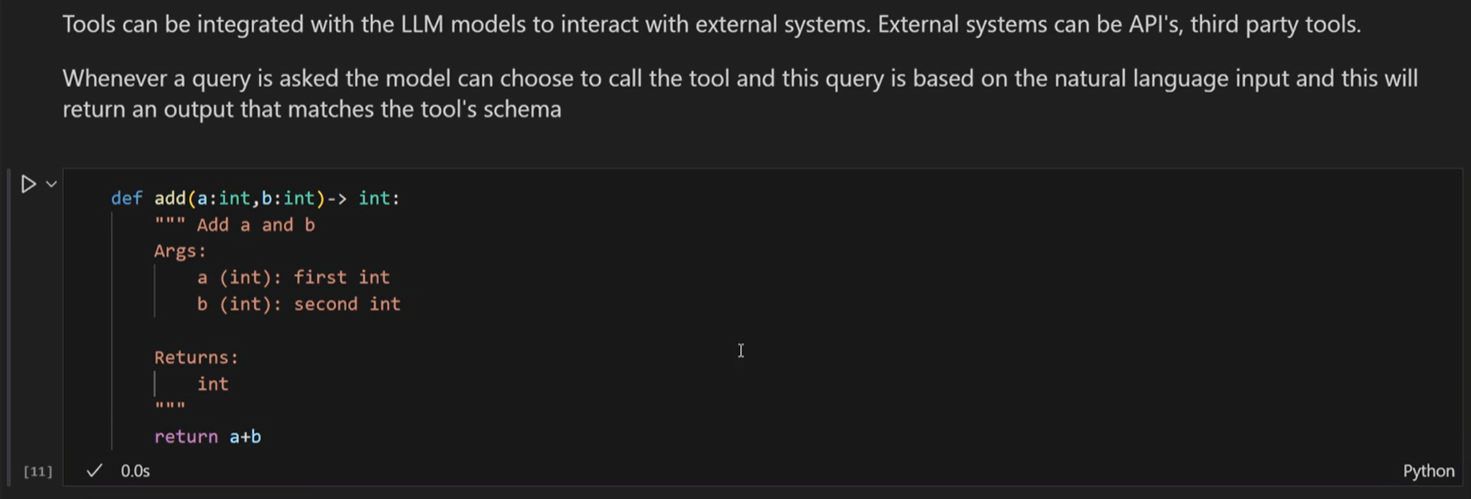 Tools can be integrated with the LLM models to interact with external systems. External systems can be API's, third party tools.
Whenever a query is asked the model can choose to call the tool and this query is based on the natural language input and this will
return an output that matches the tool's schema
def add(a:int,b:int)-> int:
""" Add a and b
Args:
a (int): first int
b (int): second int
Returns:
int
"""
return a+b
[11]
0.0s
Python